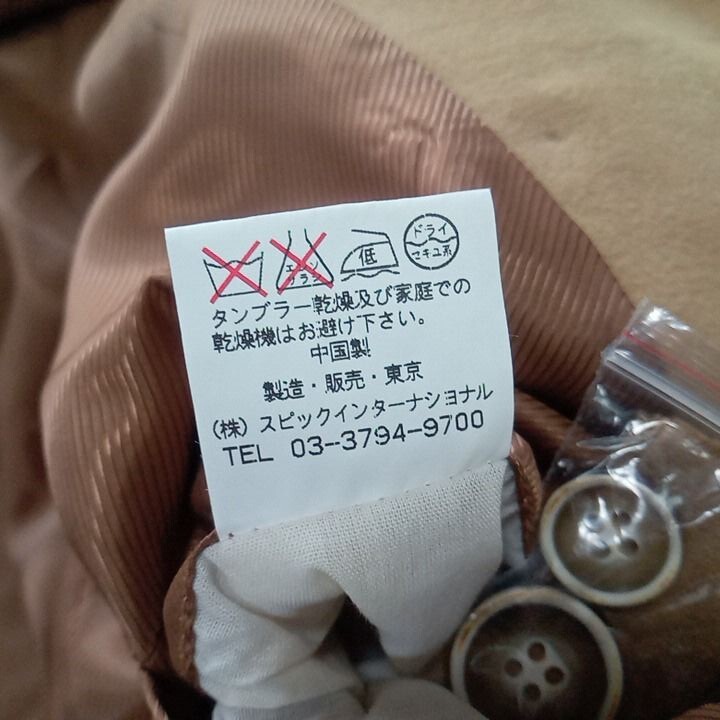 エンソ
ブラシ
低
ドライ
セキユ系
タンブラー乾燥及び家庭での
乾燥機はお避け下さい。
中国製
製造・販売・東京
(株) スピックインターナショナル
TEL 03-3794-9700